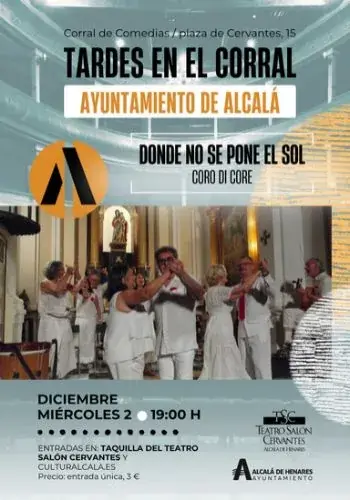 Corral de Comedias / plaza de Cervantes, 15
TARDES EN EL CORRAL
AYUNTAMIENTO DE ALCALÁ
DONDE NO SE PONE EL SOL
CORO DI CORE
DICIEMBRE
MIÉRCOLES 2 19:00 H
ENTRADAS EN: TAQUILLA DEL TEATRO
SALÓN CERVANTES Y
CULTURALCALA.ES
Precio: entrada única, 3 €
TSC
TEATRO SALÓN
CERVANTES
ALCALÁ DE HENARES
ALCALÁ DE HENARES
AYUNTAMIENTO